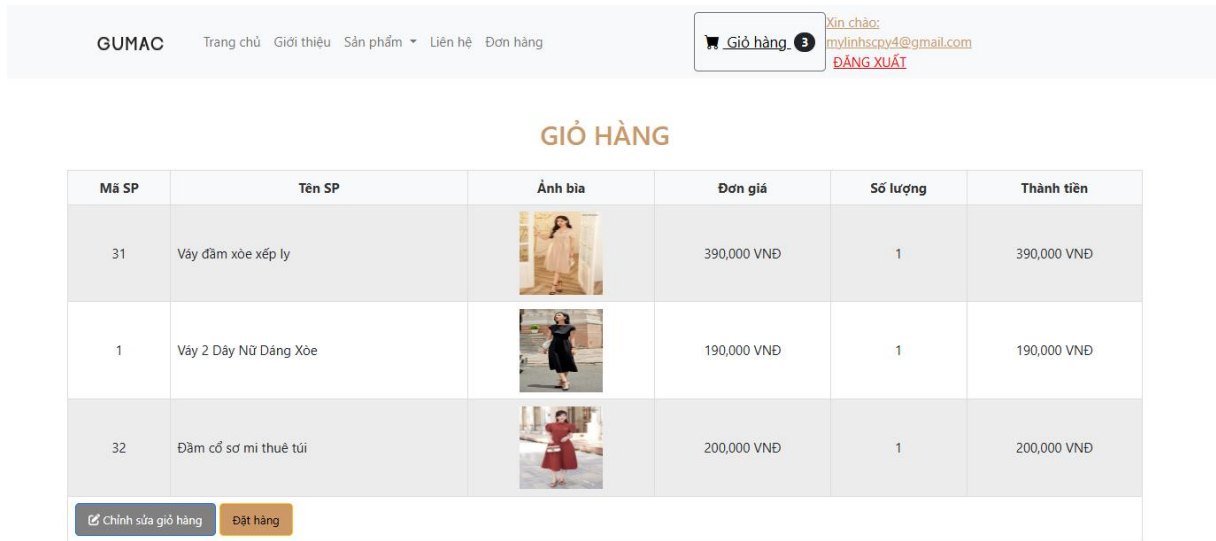 GUMAC Trang chủ Giới thiệu Sản phẩm Liên hệ Đơn hàng Giỏ hàng 3
Xin chào:
mylinhscpy4@gmail.com
ĐĂNG XUẤT
GIỎ HÀNG
Mã SP Tên SP Ảnh bìa Đơn giá Số lượng Thành tiền
31 Váy đầm xòe xếp ly 390,000 VNĐ 1 390,000 VNĐ
1 Váy 2 Dây Nữ Dáng Xòe 190,000 VNĐ 1 190,000 VNĐ
32 Đầm cổ sơ mi thuê túi 200,000 VNĐ 1 200,000 VNĐ
Chỉnh sửa giỏ hàng Đặt hàng